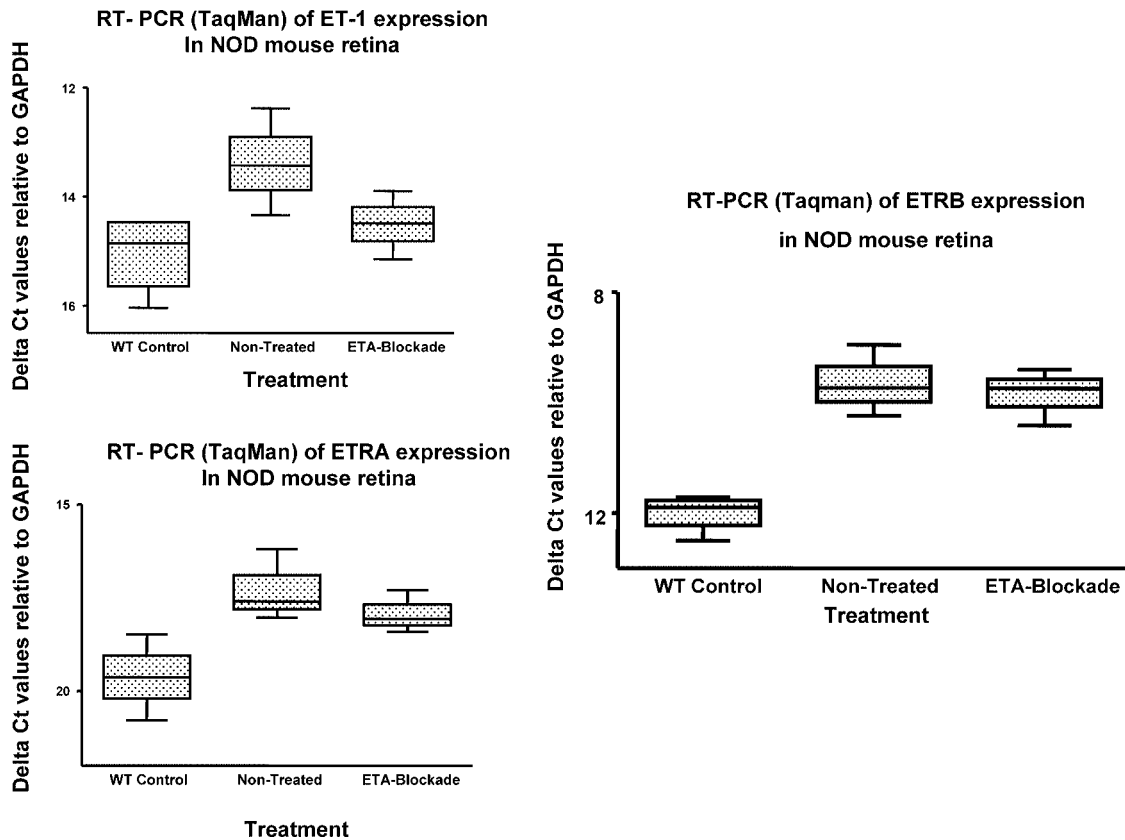 RT- PCR (TaqMan) of ET-1 expression
In NOD mouse retina
Delta Ct values relative to GAPDH
12
14
16
WT Control Non-Treated ETA-Blockade
Treatment
RT- PCR (TaqMan) of ETRA expression
In NOD mouse retina
Delta Ct values relative to GAPDH
15
20
WT Control Non-Treated ETA-Blockade
Treatment
RT-PCR (Taqman) of ETRB expression
in NOD mouse retina
Delta Ct values relative to GAPDH
8
12
WT Control Non-Treated ETA-Blockade
Treatment